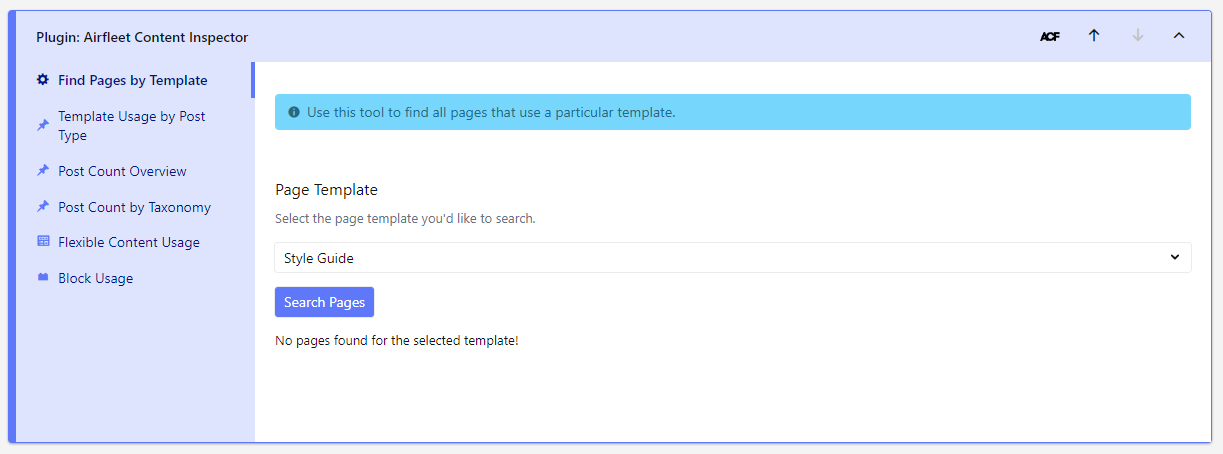 Plugin: Airfleet Content Inspector
ACF
Find Pages by Template
Template Usage by Post
Type
Post Count Overview
Post Count by Taxonomy
Flexible Content Usage
Block Usage
Use this tool to find all pages that use a particular template.
Page Template
Select the page template you'd like to search.
Style Guide
Search Pages
No pages found for the selected template!